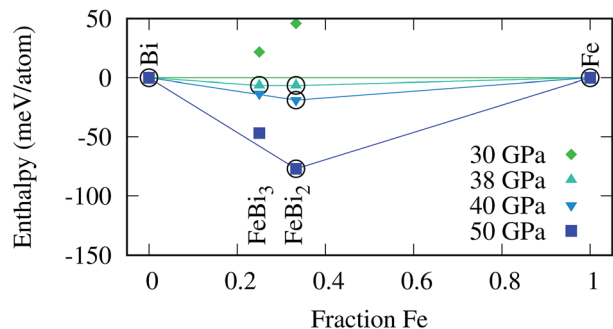 50
0
-50
-100
-150
Enthalpy (meV/atom)
Bi
Fe
FeBi3
FeBi2
30 GPa
38 GPa
40 GPa
50 GPa
0 0.2 0.4 0.6 0.8 1
Fraction Fe